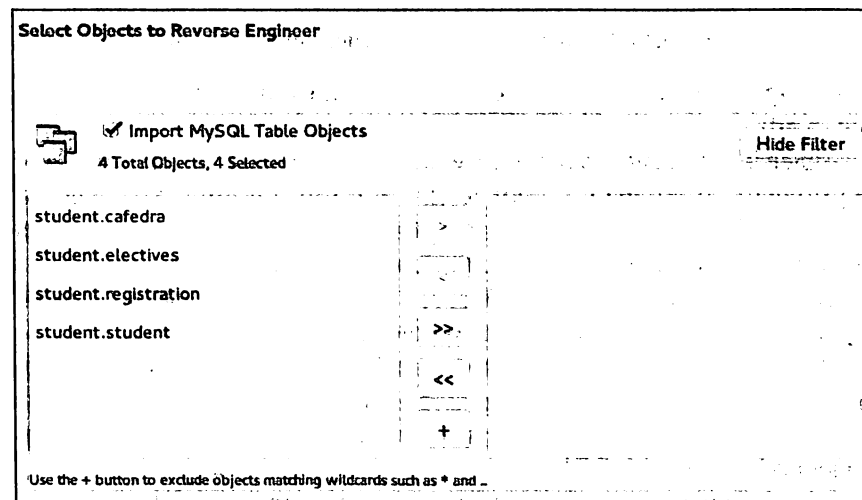 Select Objects to Reverse Engineer
Import MySQL Table Objects
4 Total Objects, 4 Selected
Hide Filter
student.cafedra
student.electives
student.registration
student.student
>
<
>>
<<
+
Use the + button to exclude objects matching wildcards such as * and _